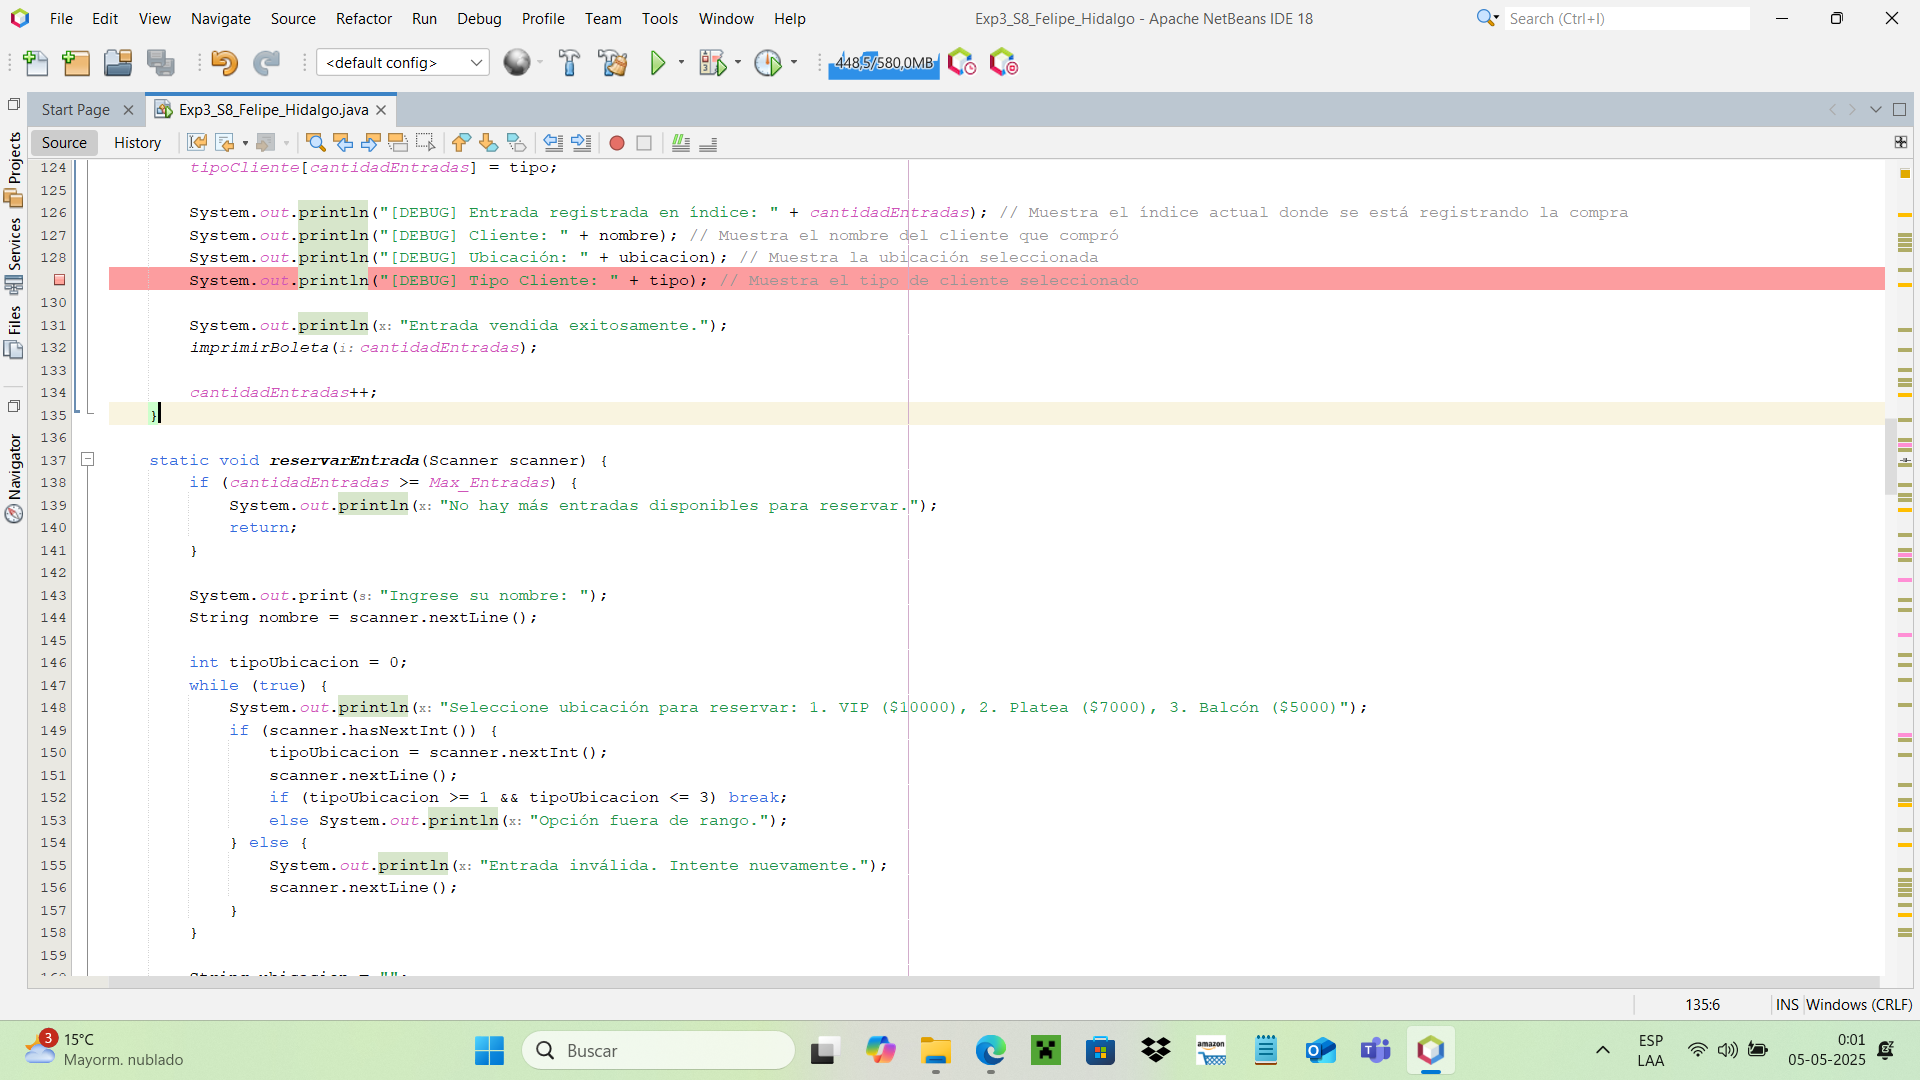 File Edit View Navigate Source Refactor Run Debug Profile Team Tools Window Help
Exp3_S8_Felipe_Hidalgo - Apache NetBeans IDE 18
Search (Ctrl+I)
<default config>
448,5/580,0MB
Start Page
Exp3_S8_Felipe_Hidalgo.java
Source History
Projects
Services
Files
Navigator
124 tipoCliente[cantidadEntradas] = tipo;
125
126 System.out.println("[DEBUG] Entrada registrada en índice: " + cantidadEntradas); // Muestra el índice actual donde se está registrando la compra
127 System.out.println("[DEBUG] Cliente: " + nombre); // Muestra el nombre del cliente que compró
128 System.out.println("[DEBUG] Ubicación: " + ubicacion); // Muestra la ubicación seleccionada
System.out.println("[DEBUG] Tipo Cliente: " + tipo); // Muestra el tipo de cliente seleccionado
130
131 System.out.println(x: "Entrada vendida exitosamente.");
132 imprimirBoleta(i: cantidadEntradas);
133
134 cantidadEntradas++;
135 }
136
137 static void reservarEntrada(Scanner scanner) {
138 if (cantidadEntradas >= Max_Entradas) {
139 System.out.println(x: "No hay más entradas disponibles para reservar.");
140 return;
141 }
142
143 System.out.print(s: "Ingrese su nombre: ");
144 String nombre = scanner.nextLine();
145
146 int tipoUbicacion = 0;
147 while (true) {
148 System.out.println(x: "Seleccione ubicación para reservar: 1. VIP ($10000), 2. Platea ($7000), 3. Balcón ($5000)");
149 if (scanner.hasNextInt()) {
150 tipoUbicacion = scanner.nextInt();
151 scanner.nextLine();
152 if (tipoUbicacion >= 1 && tipoUbicacion <= 3) break;
153 else System.out.println(x: "Opción fuera de rango.");
154 } else {
155 System.out.println(x: "Entrada inválida. Intente nuevamente.");
156 scanner.nextLine();
157 }
158 }
159
135:6
INS
Windows (CRLF)
3
15°C
Mayorm. nublado
Buscar
amazon
ESP
LAA
0:01
05-05-2025